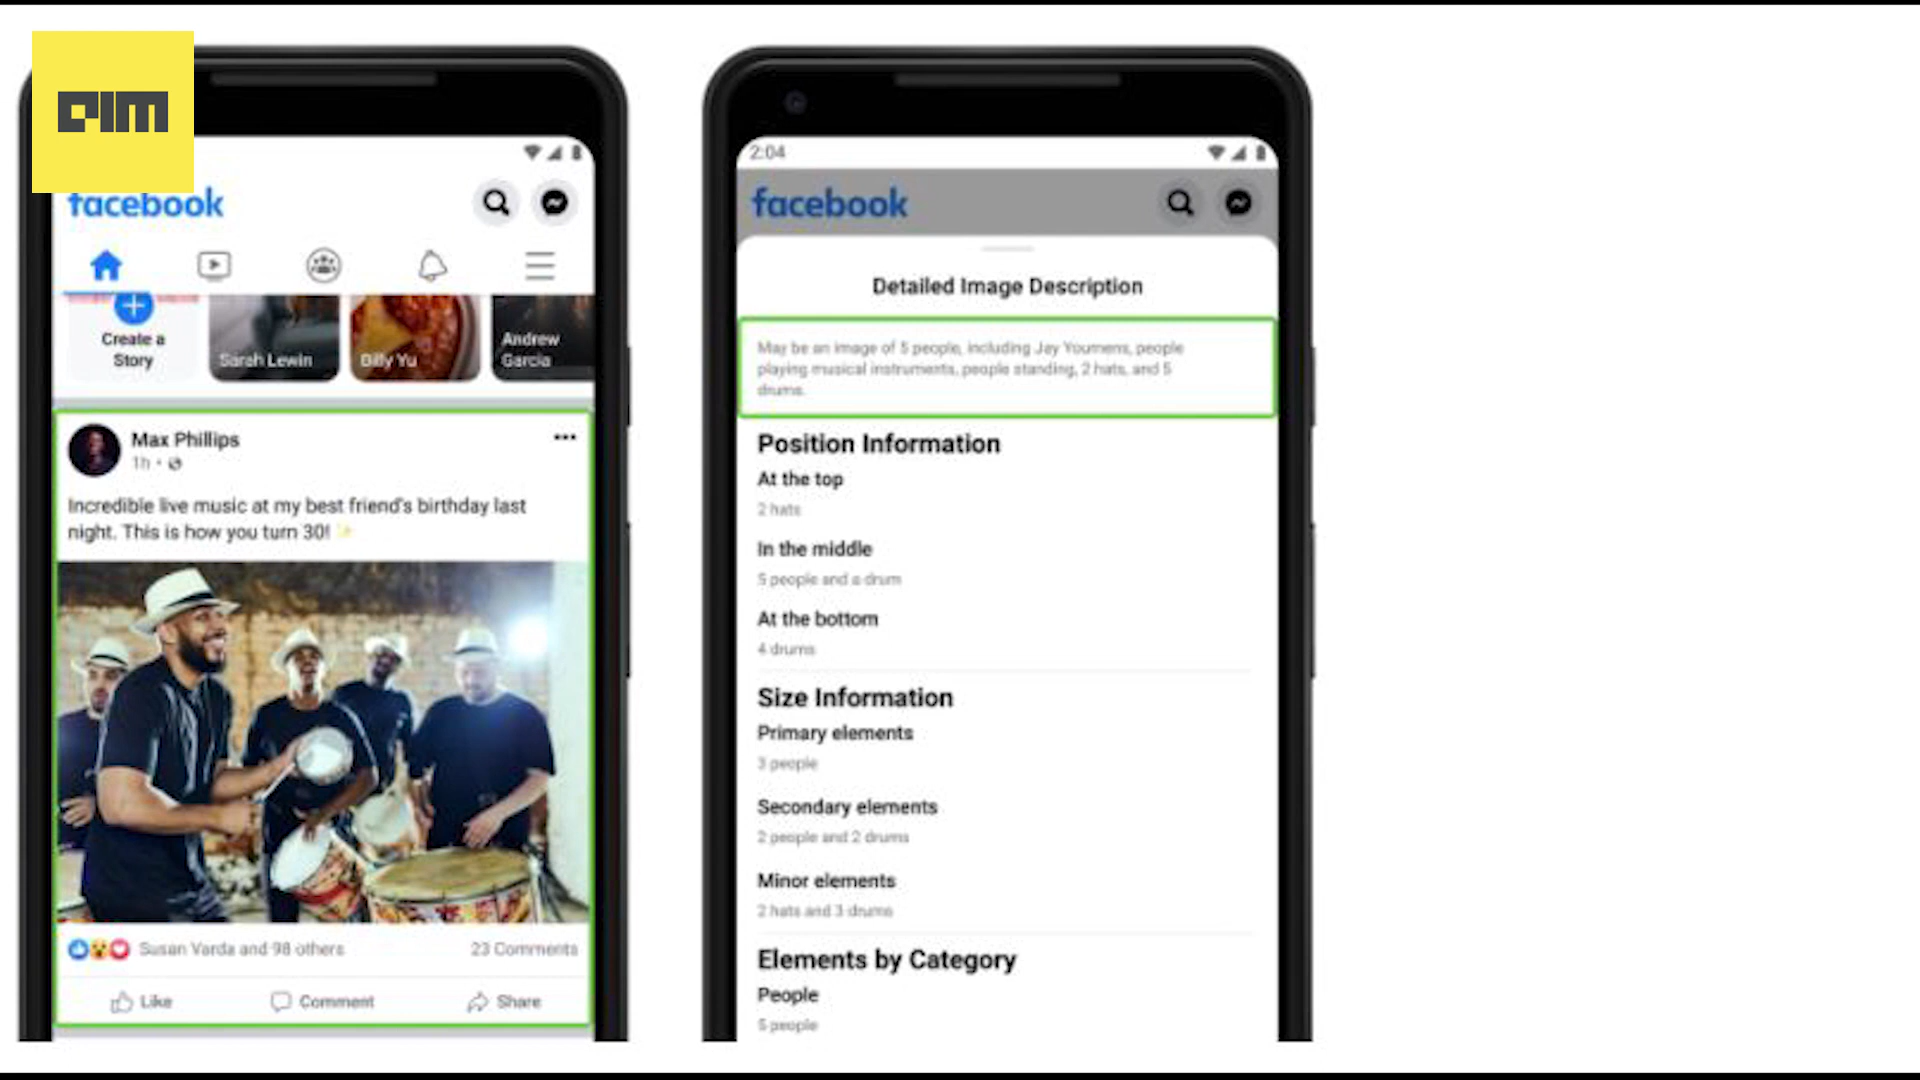 AIM
facebook
Create a
Story
Sarah Lewin
Billy Yu
Andrew
Garcia
Max Phillips
1h
Incredible live music at my best friend's birthday last
night. This is how you turn 30! ✨
Susan Varda and 98 others
23 Comments
Like
Comment
Share
2:04
facebook
Detailed Image Description
May be an image of 5 people, including Jay Youmens, people
playing musical instruments, people standing, 2 hats, and 5
drums.
Position Information
At the top
2 hats
In the middle
5 people and a drum
At the bottom
4 drums
Size Information
Primary elements
3 people
Secondary elements
2 people and 2 drums
Minor elements
2 hats and 3 drums
Elements by Category
People
5 people